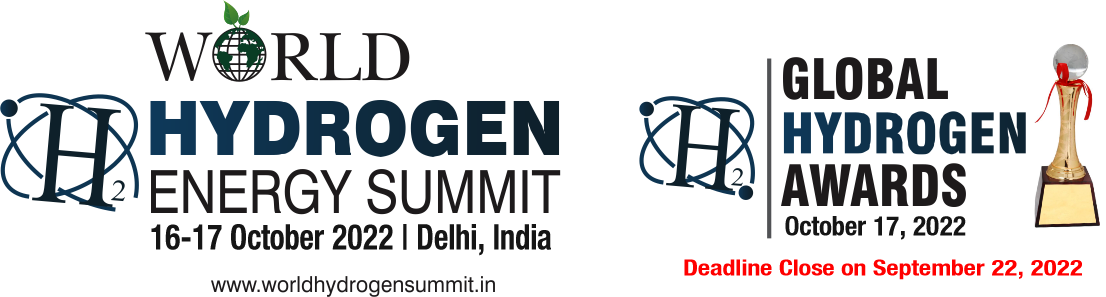 WORLD
H2
HYDROGEN
ENERGY SUMMIT
16-17 October 2022 | Delhi, India
www.worldhydrogensummit.in
H2
GLOBAL
HYDROGEN
AWARDS
October 17, 2022
Deadline Close on September 22, 2022